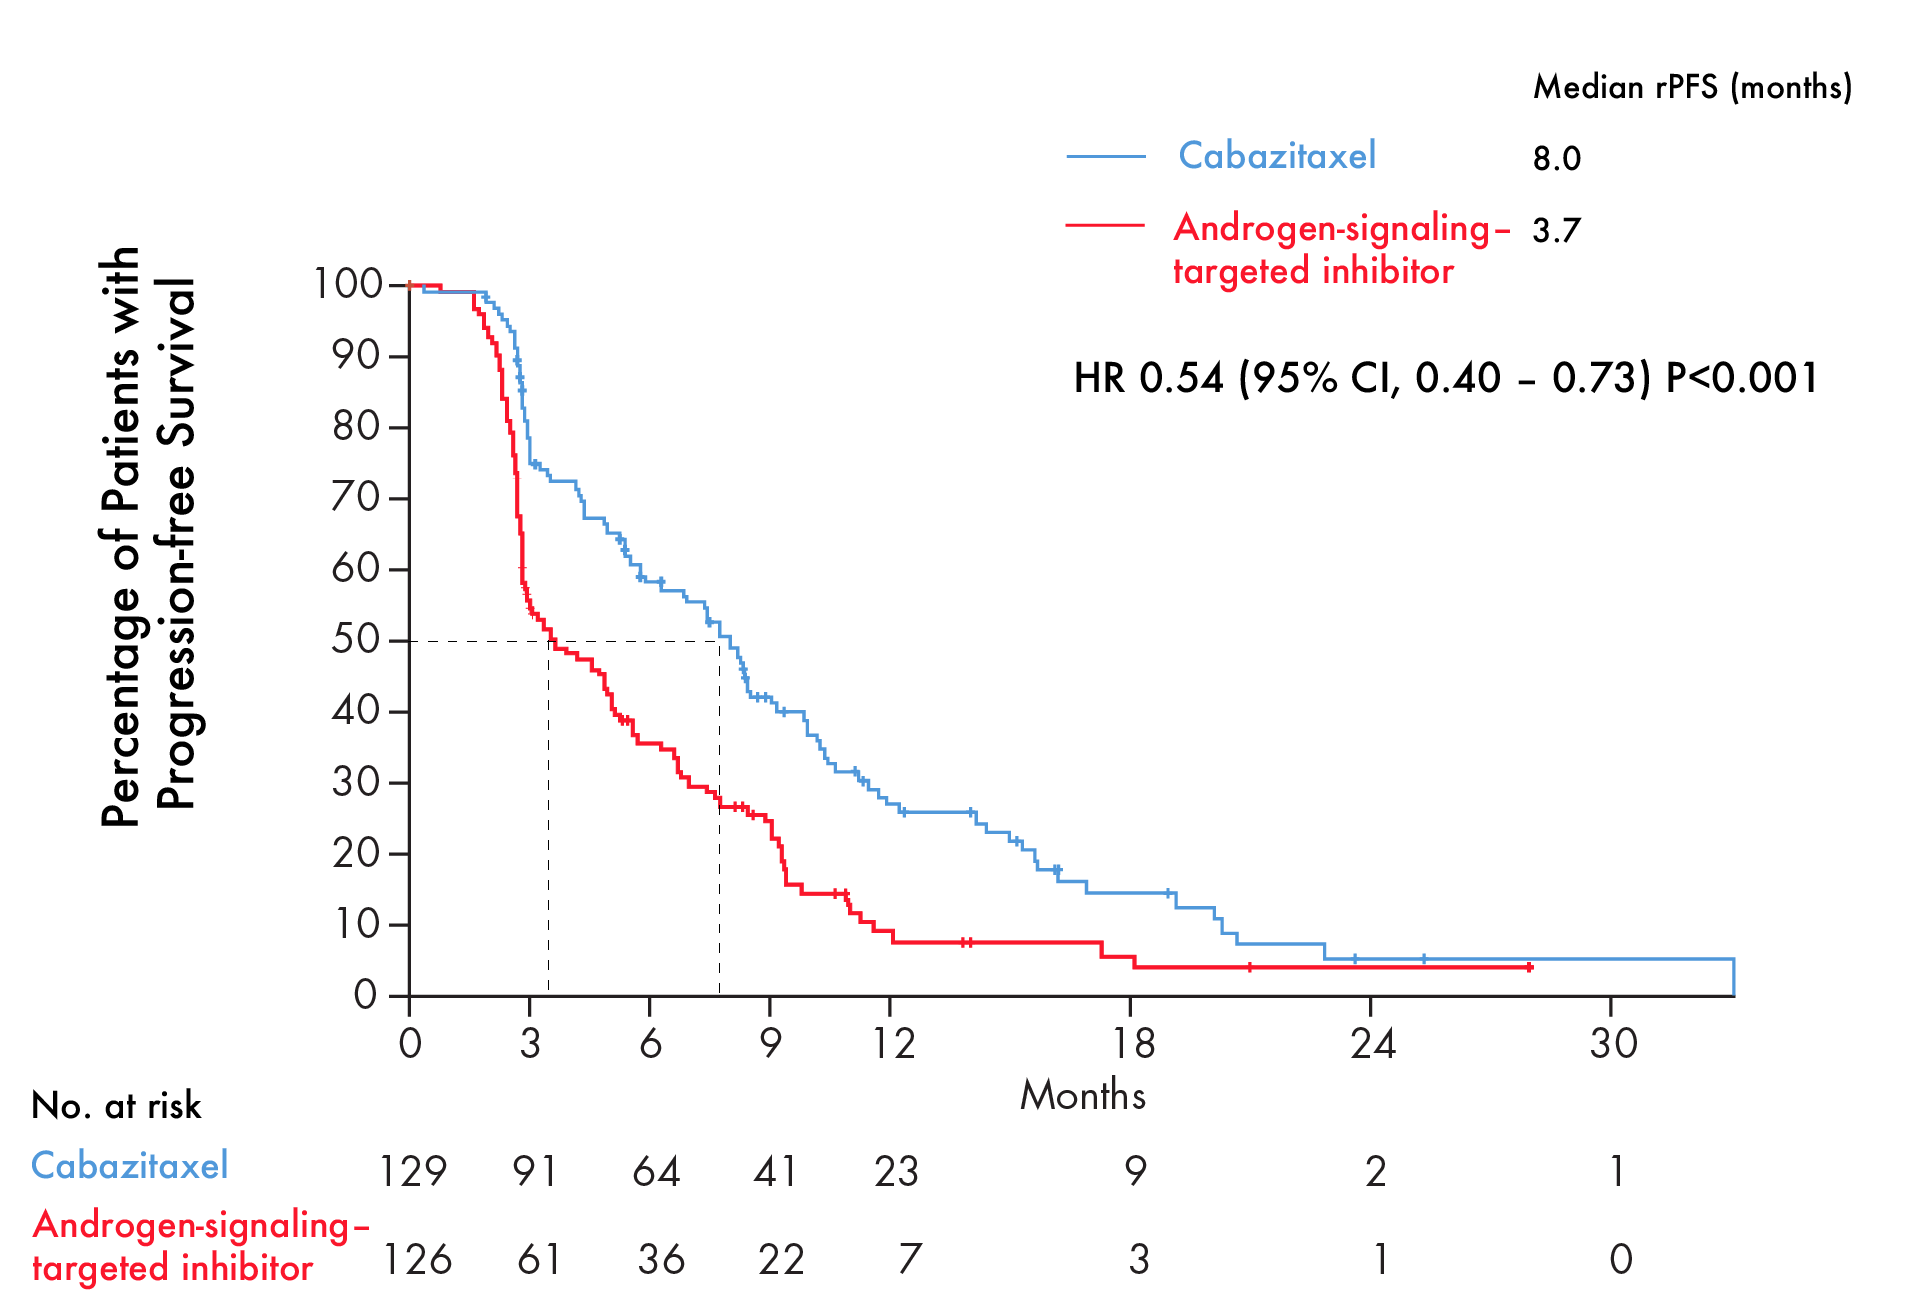 Median rPFS (months)
Cabazitaxel 8.0
Androgen-signaling– 3.7
targeted inhibitor
HR 0.54 (95% CI, 0.40 – 0.73) P<0.001
Percentage of Patients with
Progression-free Survival
100
90
80
70
60
50
40
30
20
10
0
0 3 6 9 12 18 24 30
Months
No. at risk
Cabazitaxel 129 91 64 41 23 9 2 1
Androgen-signaling–
targeted inhibitor 126 61 36 22 7 3 1 0